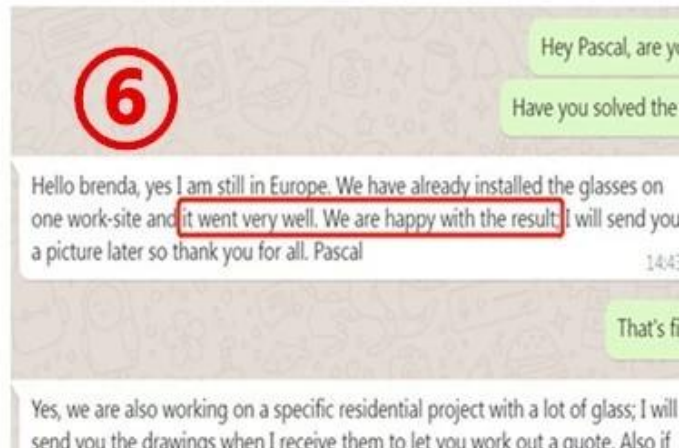 ⑥
Hey Pascal, are
Have you solved the
Hello brenda, yes I am still in Europe. We have already installed the glasses on
one work-site and it went very well. We are happy with the result; I will send you
a picture later so thank you for all. Pascal
14:43
That's
Yes, we are also working on a specific residential project with a lot of glass; I will
send you the drawings when I receive them to let you work out a quote. Also if